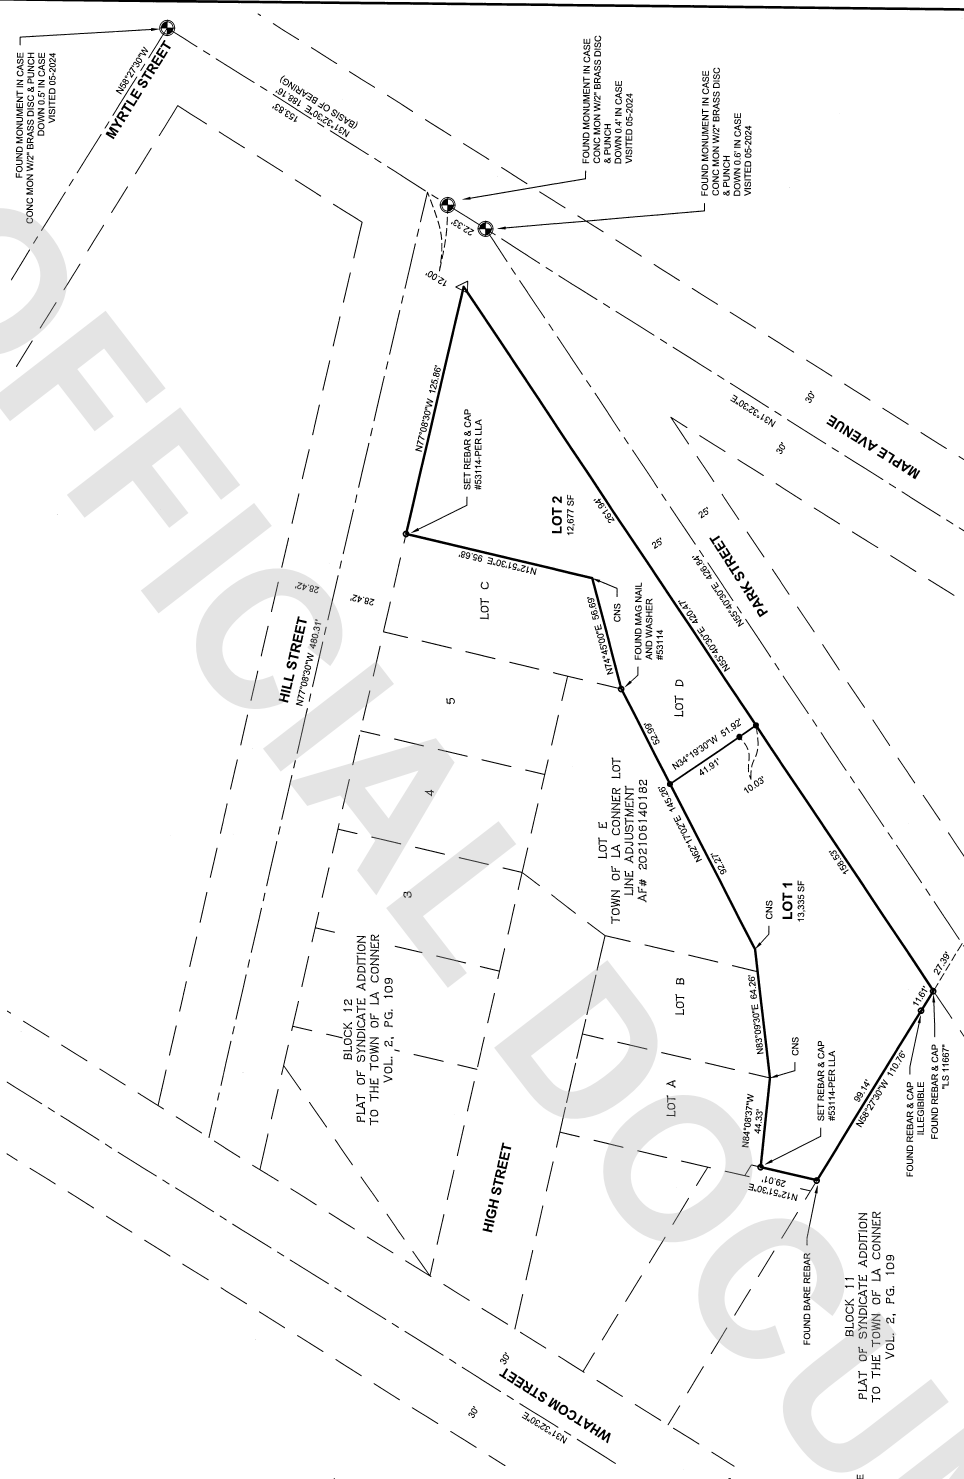 FOUND MONUMENT IN CASE
CONC MON W/2" BRASS DISC & PUNCH
DOWN 0.5' IN CASE
VISITED 05-2024
N58°27'30"W
MYRTLE STREET
N31°32'30"E 188.16'
(BASIS OF BEARING)
153.83'
FOUND MONUMENT IN CASE
CONC MON W/2" BRASS DISC
& PUNCH
DOWN 0.4' IN CASE
VISITED 05-2024
FOUND MONUMENT IN CASE
CONC MON W/2" BRASS DISC
& PUNCH
DOWN 0.6' IN CASE
VISITED 05-2024
22.33'
12.00'
N77°08'30"W 125.86'
SET REBAR & CAP
#53114-PER LLA
N31°32'30"E
30'
30'
MAPLE AVENUE
LOT 2
12,677 SF
261.94'
25'
25'
PARK STREET
N55°40'30"E 426.84'
N55°40'30"E 420.47'
N12°51'30"E 95.68'
28.42'
28.42'
HILL STREET
N77°08'30"W 480.31'
LOT C
CNS
N74°45'00"E 56.69'
FOUND MAG NAIL
AND WASHER
#53114
LOT D
5
4
3
52.99'
N34°19'30"W 51.92'
41.91'
10.03'
N62°17'02"E 145.26'
92.27'
LOT E
TOWN OF LA CONNER LOT
LINE ADJUSTMENT
AF# 202106140182
158.53'
CNS
LOT 1
13,335 SF
BLOCK 12
PLAT OF SYNDICATE ADDITION
TO THE TOWN OF LA CONNER
VOL. 2, PG. 109
LOT B
N83°09'30"E 64.26'
27.39'
11.61'
CNS
LOT A
N84°08'37"W
44.33'
SET REBAR & CAP
#53114-PER LLA
99.14'
N58°27'30"W 110.76'
FOUND REBAR & CAP
ILLEGIBIBLE
FOUND REBAR & CAP
"LS 11667"
N12°51'30"E
29.01'
HIGH STREET
FOUND BARE REBAR
BLOCK 11
PLAT OF SYNDICATE ADDITION
TO THE TOWN OF LA CONNER
VOL. 2, PG. 109
30'
30'
WHATCOM STREET
N31°32'30"E
OFFICIAL DOCUM